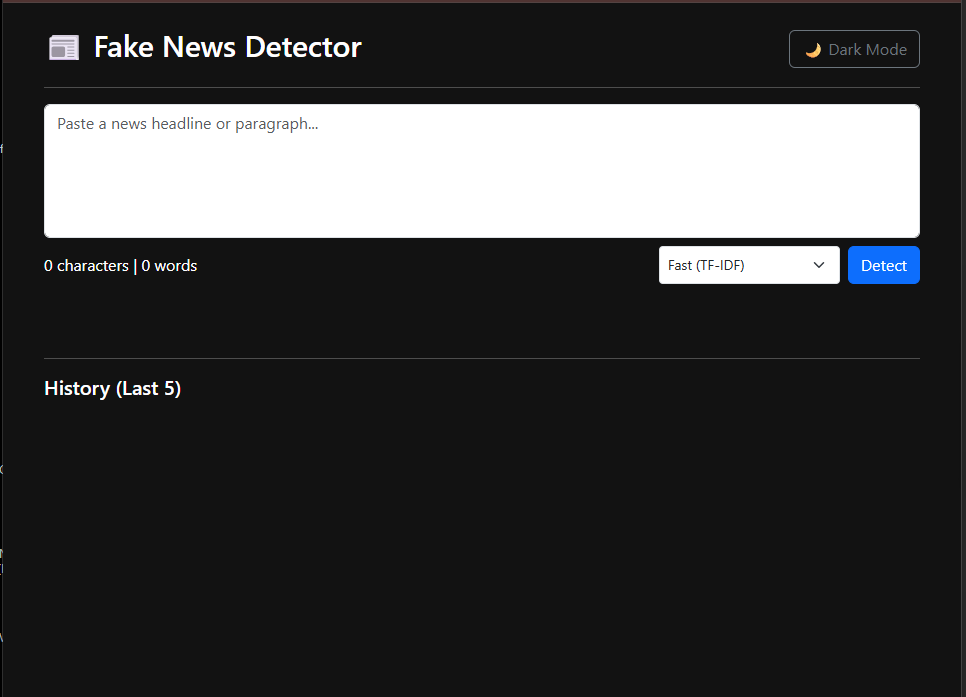 Fake News Detector
🌙 Dark Mode
Paste a news headline or paragraph...
0 characters | 0 words
Fast (TF-IDF)
Detect
History (Last 5)